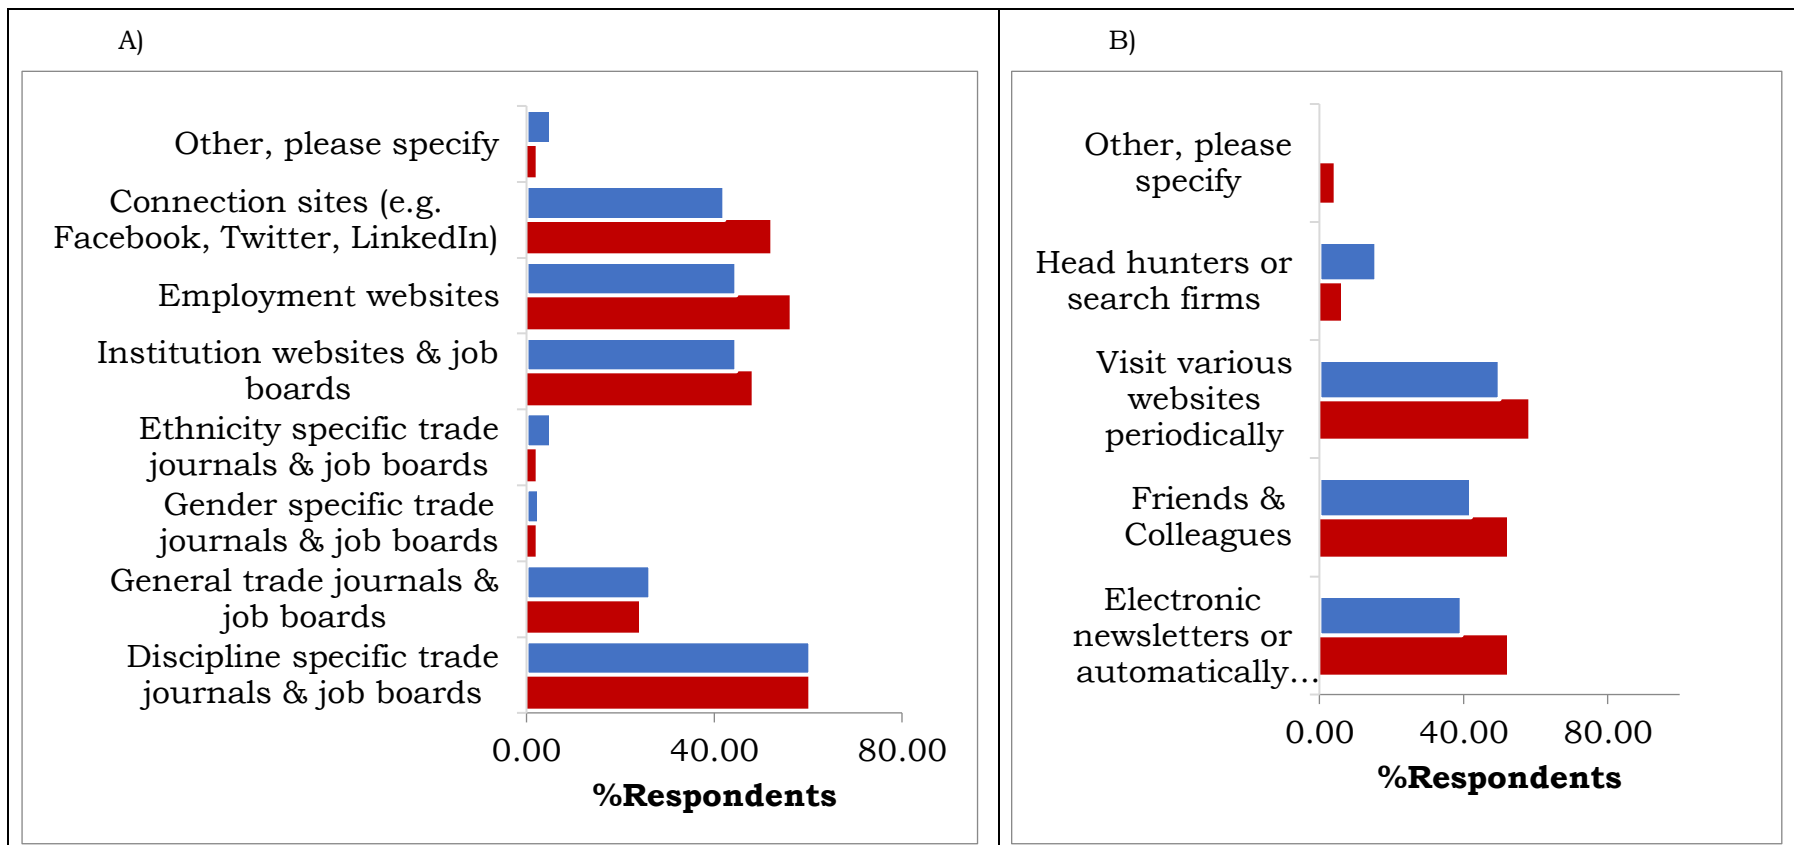 A)
Other, please specify
Connection sites (e.g.
Facebook, Twitter, LinkedIn)
Employment websites
Institution websites & job
boards
Ethnicity specific trade
journals & job boards
Gender specific trade
journals & job boards
General trade journals &
job boards
Discipline specific trade
journals & job boards
0.00 40.00 80.00
%Respondents
B)
Other, please
specify
Head hunters or
search firms
Visit various
websites
periodically
Friends &
Colleagues
Electronic
newsletters or
automatically…
0.00 40.00 80.00
%Respondents